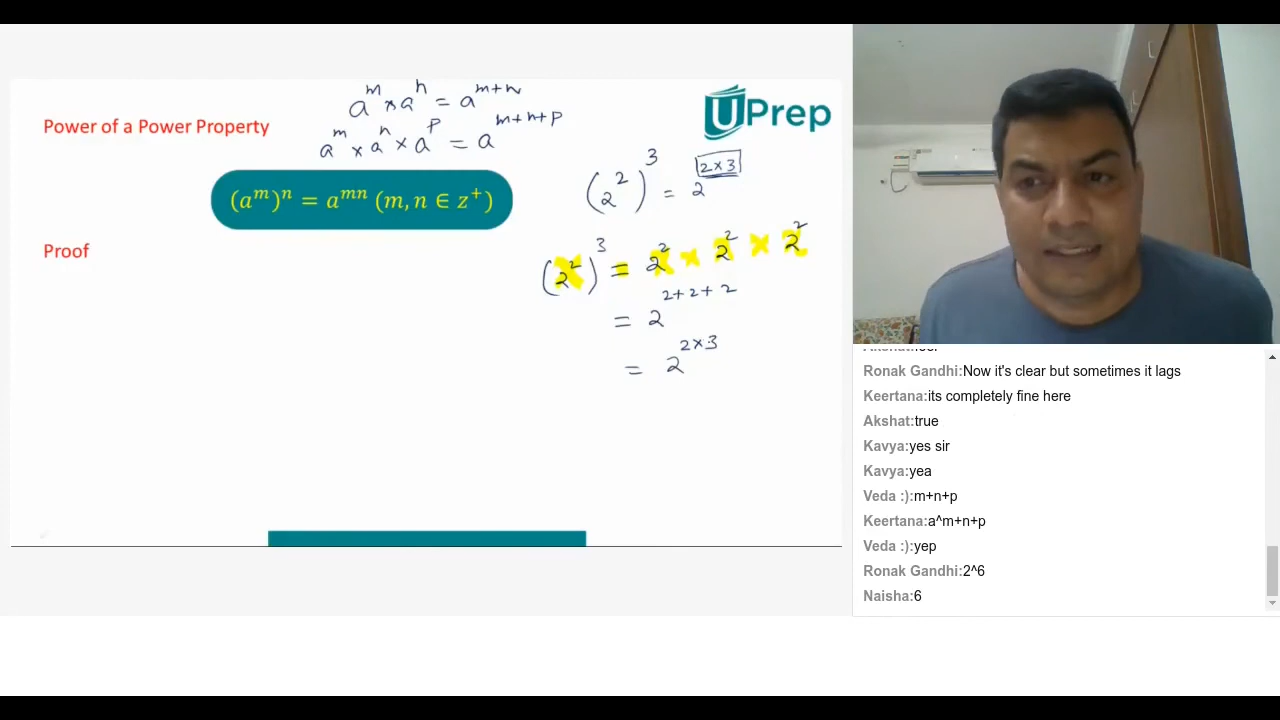 a^m × a^n = a^{m+n}
Power of a Power Property
a^m × a^n × a^p = a^{m+n+p}
UPrep
(2^2)^3 = 2^{2×3}
(a^m)^n = a^{mn} (m, n ∈ z^+)
Proof
(2^2)^3 = 2^2 × 2^2 × 2^2
= 2^{2+2+2}
= 2^{2×3}
Ronak Gandhi:Now it's clear but sometimes it lags
Keertana:its completely fine here
Akshat:true
Kavya:yes sir
Kavya:yea
Veda :):m+n+p
Keertana:a^m+n+p
Veda :):yep
Ronak Gandhi:2^6
Naisha:6